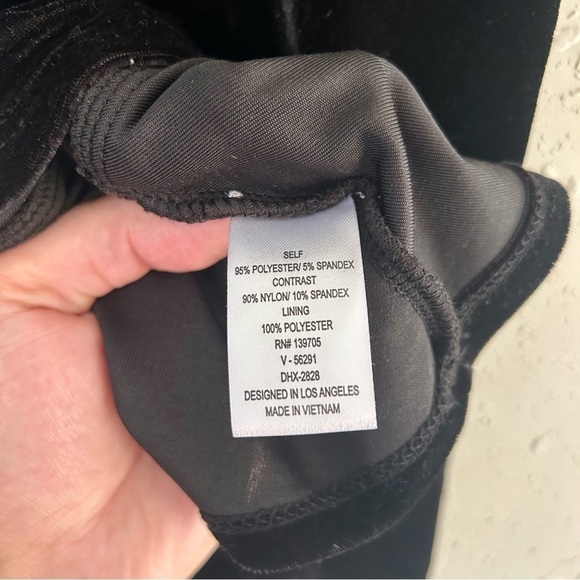 SELF
95% POLYESTER/ 5% SPANDEX
CONTRAST
90% NYLON/ 10% SPANDEX
LINING
100% POLYESTER
RN# 139705
V - 56291
DHX-2828
DESIGNED IN LOS ANGELES
MADE IN VIETNAM